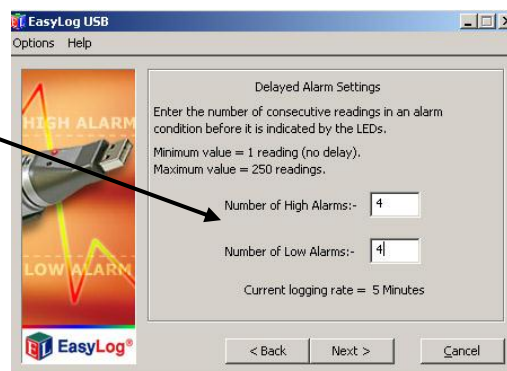 EasyLog USB
Options Help
HIGH ALARM
LOW ALARM
EasyLog®
Delayed Alarm Settings
Enter the number of consecutive readings in an alarm
condition before it is indicated by the LEDs.
Minimum value = 1 reading (no delay).
Maximum value = 250 readings.
Number of High Alarms:- 4
Number of Low Alarms:- 4
Current logging rate = 5 Minutes
< Back Next > Cancel